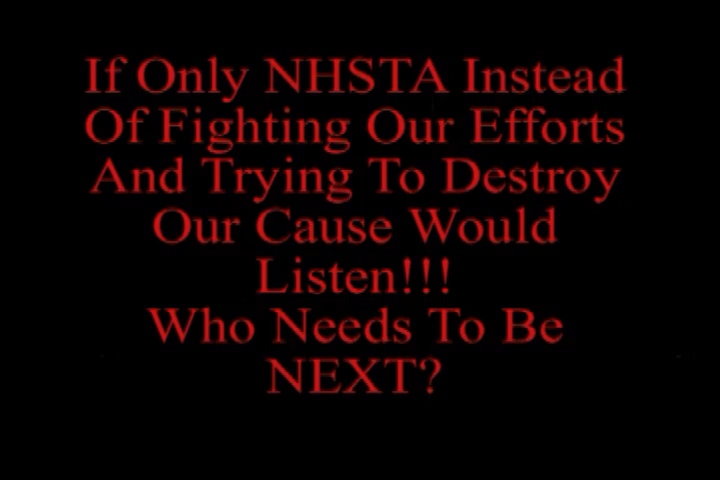 If Only NHSTA Instead
Of Fighting Our Efforts
And Trying To Destroy
Our Cause Would
Listen!!!
Who Needs To Be
NEXT?